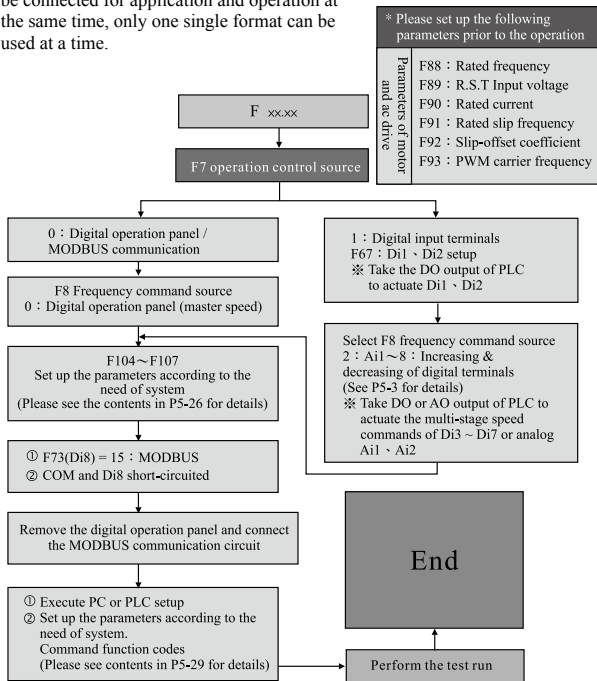 be connected for application and operation at
the same time, only one single format can be
used at a time.
* Please set up the following
parameters prior to the operation
Parameters of motor
and ac drive
F88：Rated frequency
F89：R.S.T Input voltage
F90：Rated current
F91：Rated slip frequency
F92：Slip-offset coefficient
F93：PWM carrier frequency
F xx.xx
F7 operation control source
0：Digital operation panel /
MODBUS communication
F8 Frequency command source
0：Digital operation panel (master speed)
F104～F107
Set up the parameters according to the
need of system
(Please see the contents in P5-26 for details)
① F73(Di8) = 15：MODBUS
② COM and Di8 short-circuited
Remove the digital operation panel and connect
the MODBUS communication circuit
① Execute PC or PLC setup
② Set up the parameters according to the
need of system.
Command function codes
(Please see contents in P5-29 for details)
1：Digital input terminals
F67：Di1、Di2 setup
※ Take the DO output of PLC
to actuate Di1、Di2
Select F8 frequency command source
2：Ai1～8：Increasing &
decreasing of digital terminals
(See P5-3 for details)
※ Take DO or AO output of PLC to
actuate the multi-stage speed
commands of Di3 ~ Di7 or analog
Ai1、Ai2
End
Perform the test run